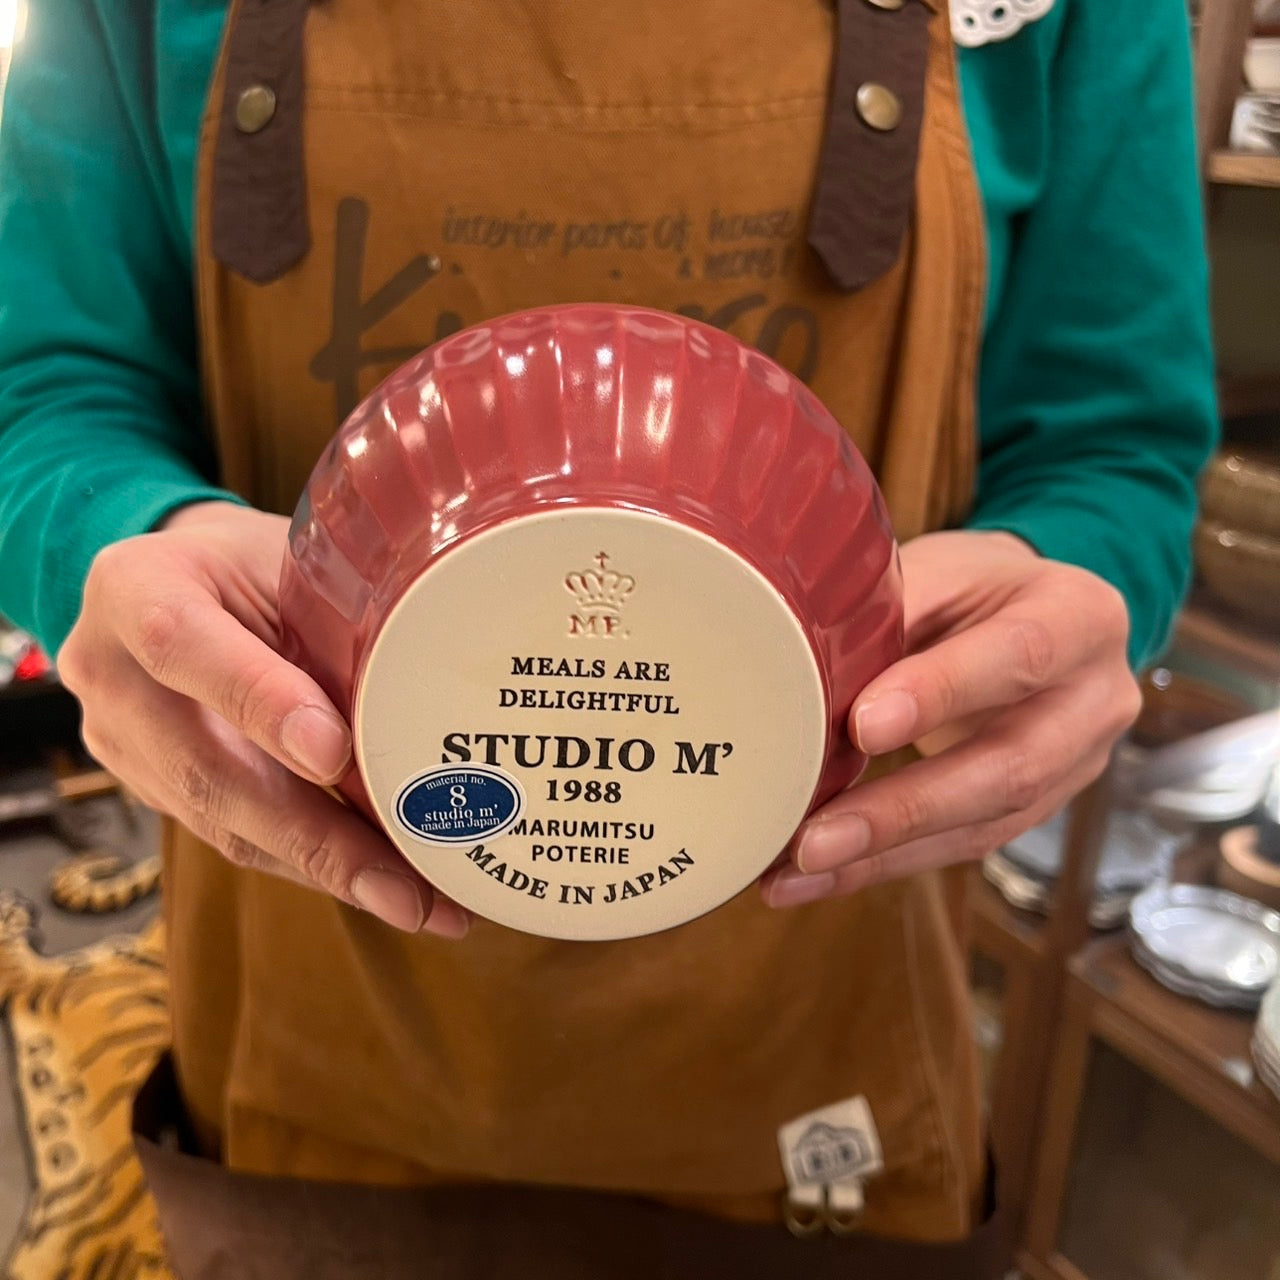 interior parts of house
& more!
MP.
MEALS ARE
DELIGHTFUL
STUDIO M'
1988
MARUMITSU
POTERIE
MADE IN JAPAN
material no.
8
studio m'
made in Japan